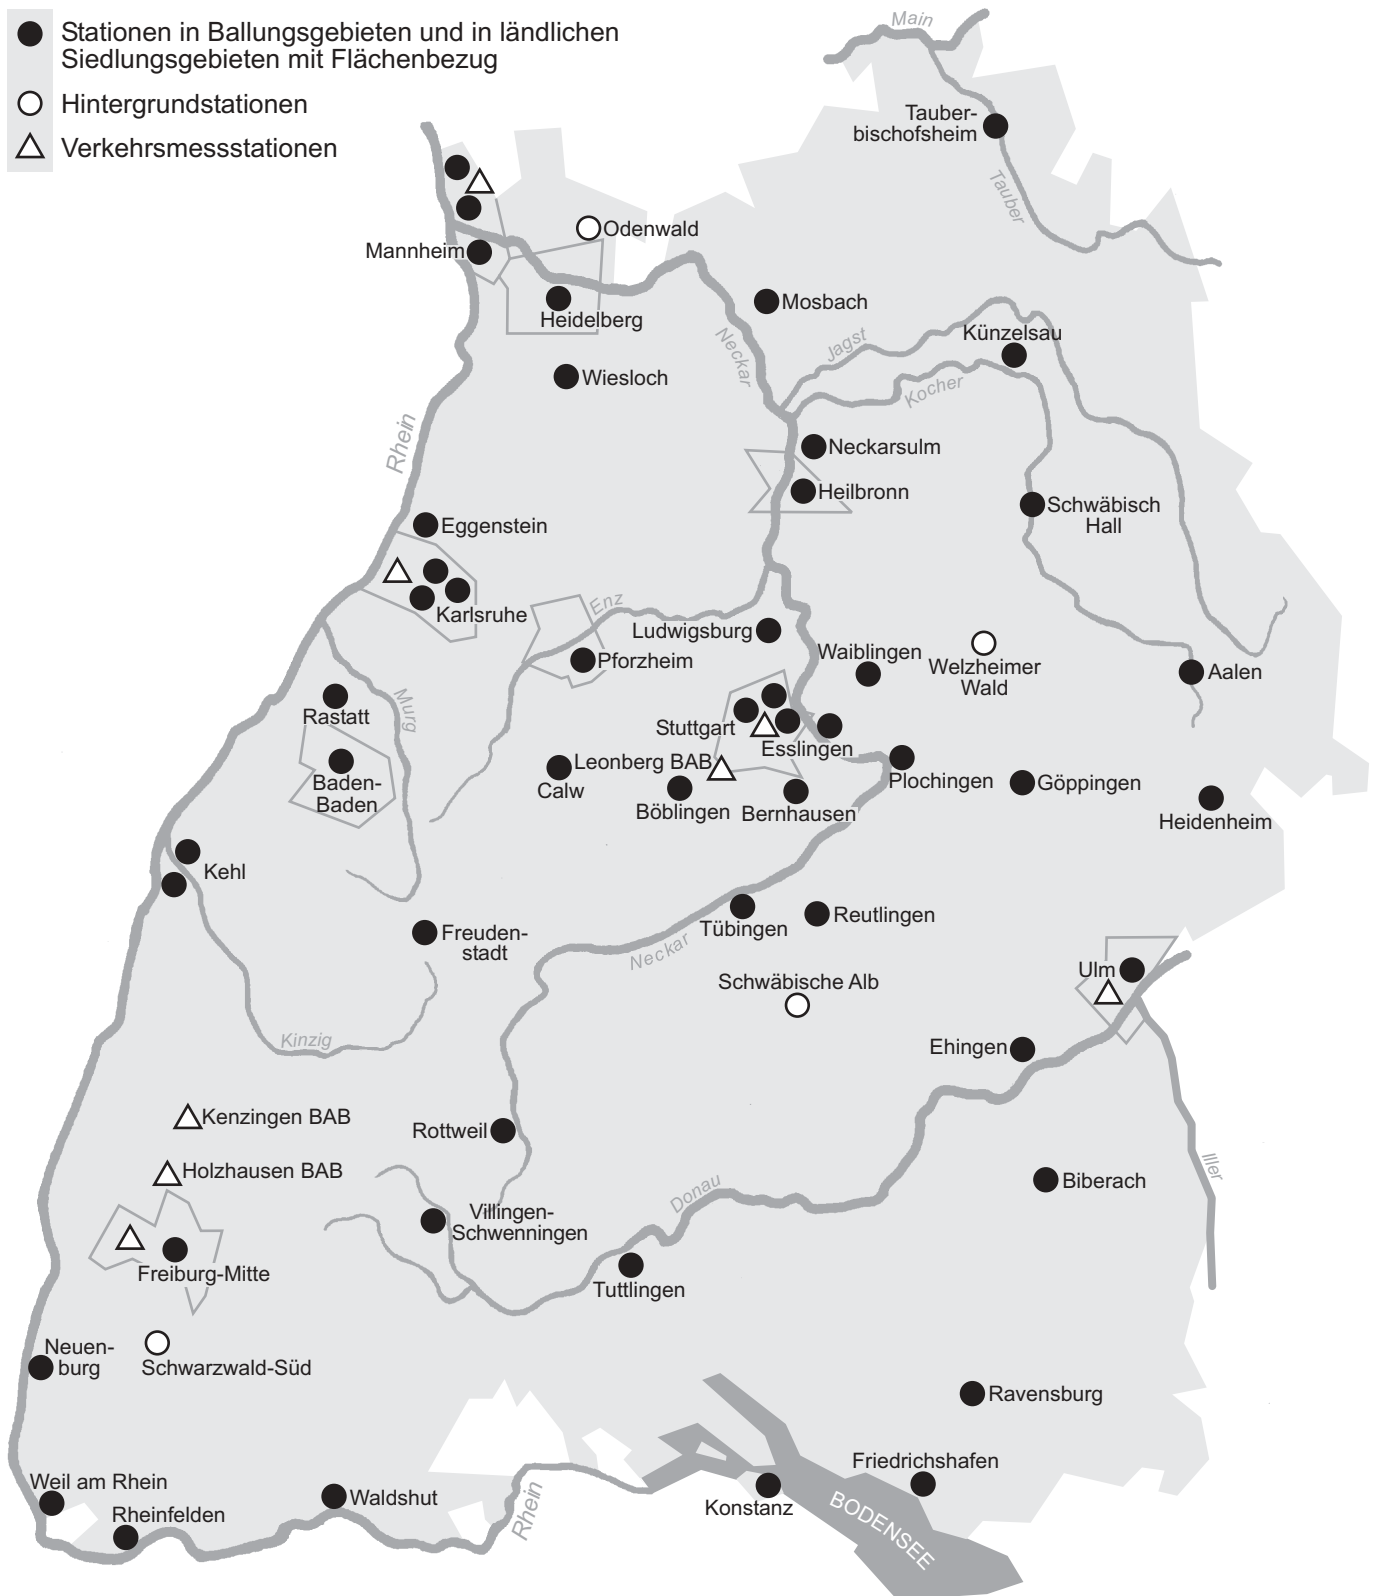 Stationen in Ballungsgebieten und in ländlichen
Siedlungsgebieten mit Flächenbezug
Hintergrundstationen
Verkehrsmessstationen
Main
Tauber-
bischofsheim
Tauber
Odenwald
Mannheim
Heidelberg
Mosbach
Neckar
Jagst
Künzelsau
Wiesloch
Kocher
Rhein
Neckarsulm
Heilbronn
Schwäbisch
Hall
Eggenstein
Karlsruhe
Enz
Ludwigsburg
Pforzheim
Waiblingen
Welzheimer
Wald
Aalen
Murg
Rastatt
Stuttgart
Esslingen
Leonberg BAB
Calw
Baden-
Baden
Böblingen
Bernhausen
Plochingen
Göppingen
Heidenheim
Kehl
Freuden-
stadt
Tübingen
Reutlingen
Neckar
Schwäbische Alb
Ulm
Kinzig
Ehingen
Kenzingen BAB
Rottweil
Holzhausen BAB
Iller
Donau
Biberach
Villingen-
Schwenningen
Freiburg-Mitte
Tuttlingen
Neuen-
burg
Schwarzwald-Süd
Ravensburg
Weil am Rhein
Rheinfelden
Waldshut
Rhein
Konstanz
Friedrichshafen
BODENSEE